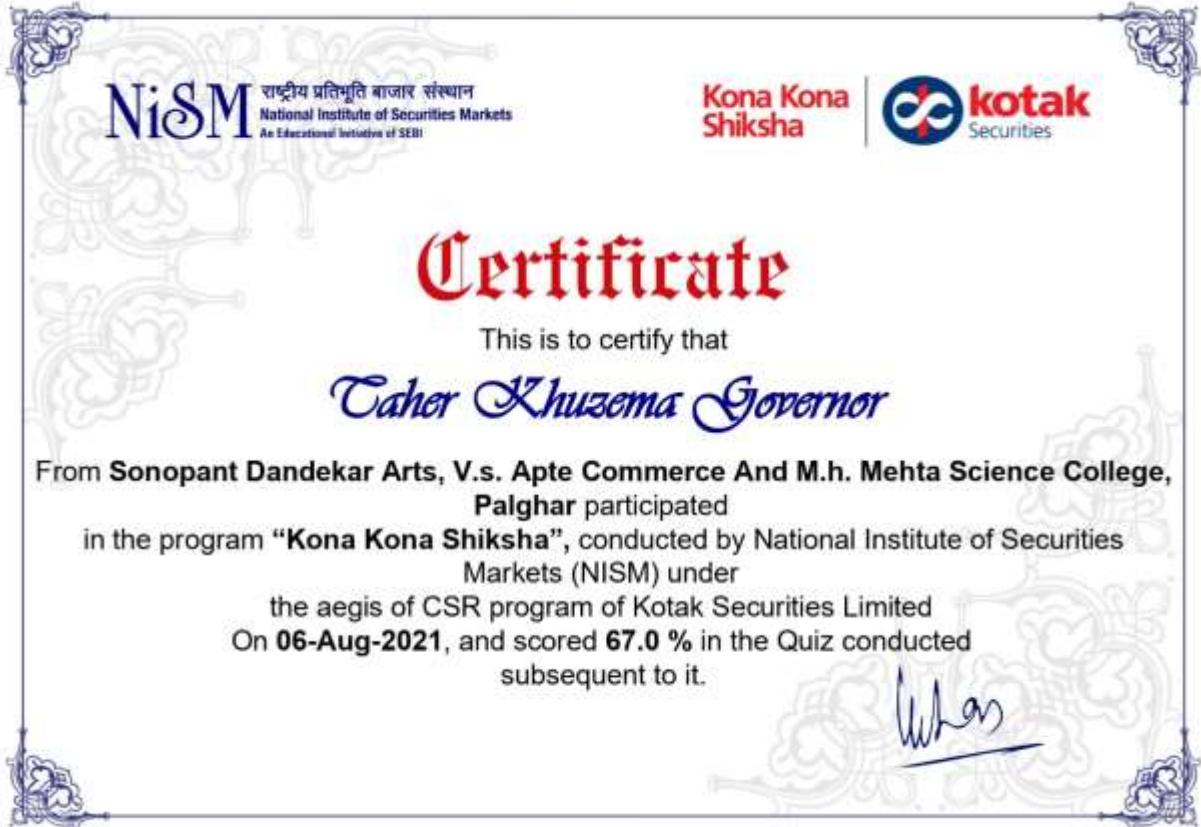 NiSM
राष्ट्रीय प्रतिभूति बाजार संस्थान
National Institute of Securities Markets
An Educational Initiative of SEBI
Kona Kona
Shiksha
kotak
Securities
Certificate
This is to certify that
Taher Khuzema Governor
From Sonopant Dandekar Arts, V.s. Apte Commerce And M.h. Mehta Science College,
Palghar participated
in the program “Kona Kona Shiksha”, conducted by National Institute of Securities
Markets (NISM) under
the aegis of CSR program of Kotak Securities Limited
On 06-Aug-2021, and scored 67.0 % in the Quiz conducted
subsequent to it.